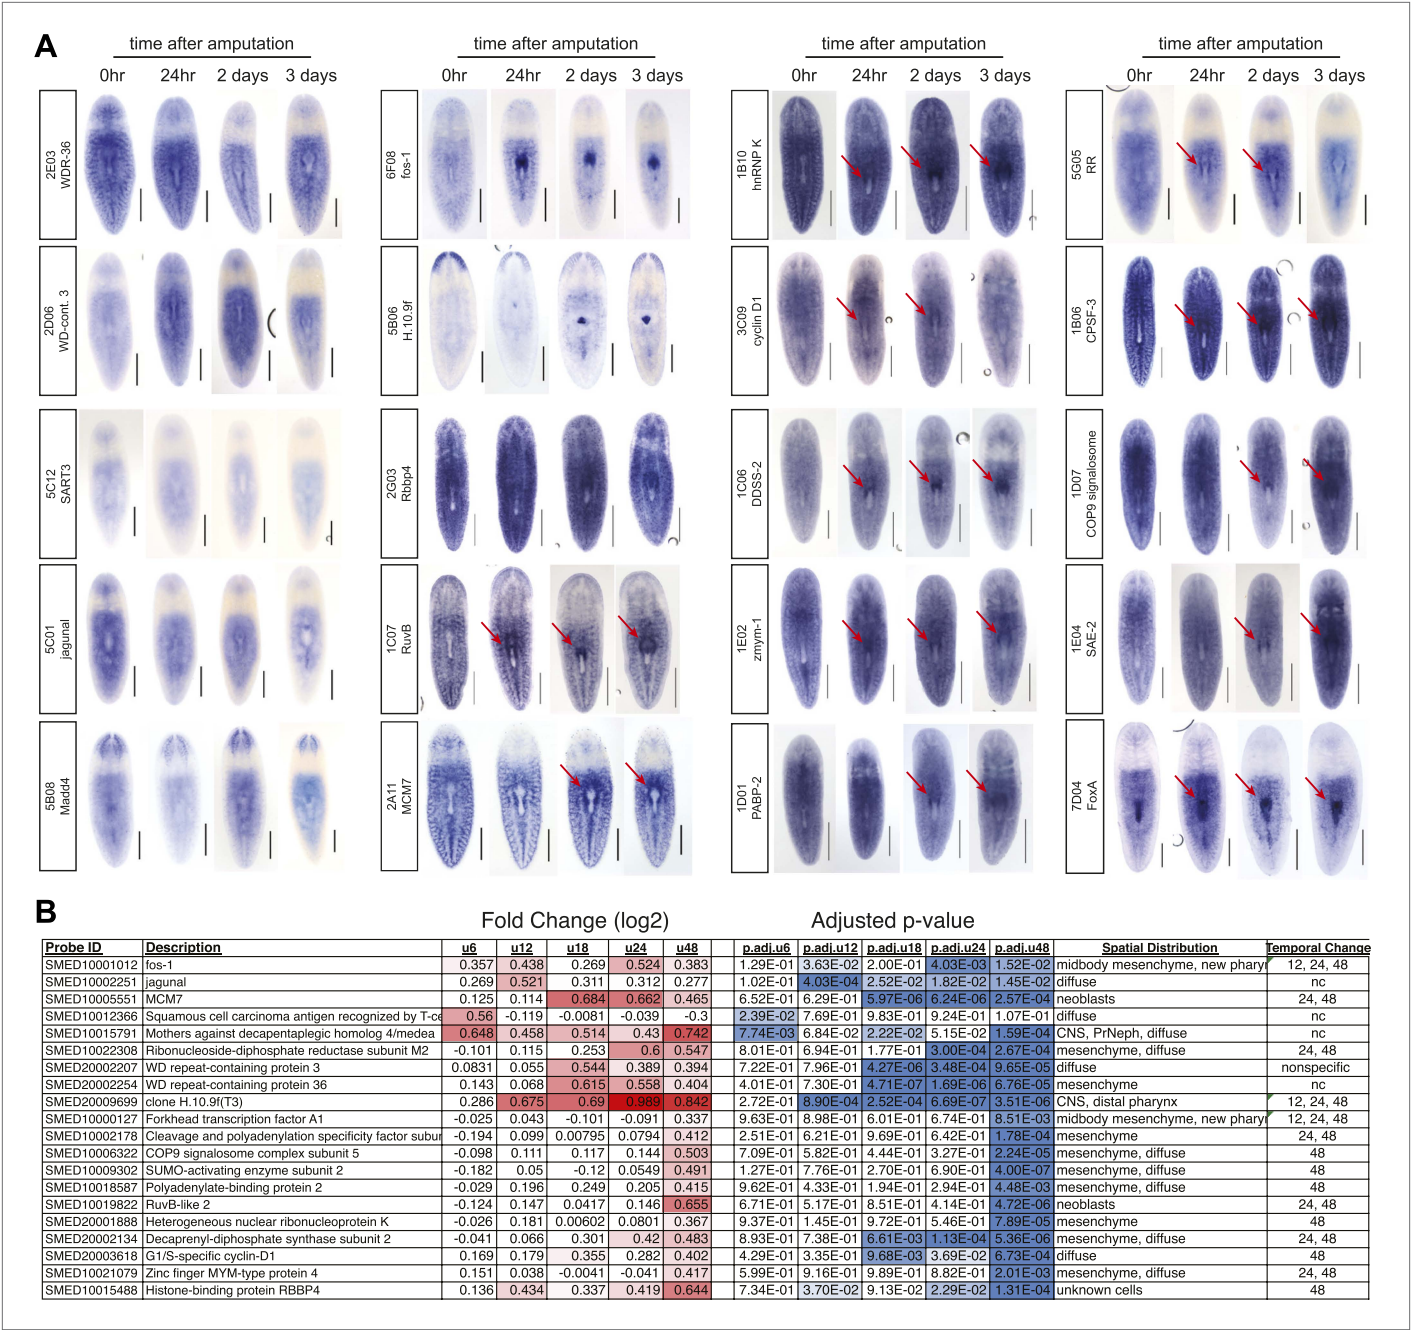 A
time after amputation time after amputation time after amputation time after amputation
0hr 24hr 2 days 3 days 0hr 24hr 2 days 3 days 0hr 24hr 2 days 3 days 0hr 24hr 2 days 3 days
2E03
WDR-36
6F08
fos-1
1B10
hnRNP K
5G05
RR
2D06
WD-cont. 3
5B06
H.10.9f
3C09
cyclin D1
1B06
CPSF-3
5C12
SART3
2G03
Rbbp4
1C06
DDSS-2
1D07
COP9 signalosome
5C01
jagunal
1C07
RuvB
1E02
zmym-1
1E04
SAE-2
5B08
Madd4
2A11
MCM7
1D01
PABP-2
7D04
FoxA
B
Fold Change (log2) Adjusted p-value
Probe ID Description u6 u12 u18 u24 u48 p.adj.u6 p.adj.u12 p.adj.u18 p.adj.u24 p.adj.u48 Spatial Distribution Temporal Change
SMED10001012 fos-1 0.357 0.438 0.269 0.524 0.383 1.29E-01 3.63E-02 2.00E-01 4.03E-03 1.52E-02 midbody mesenchyme, new phary 12, 24, 48
SMED10002251 jagunal 0.269 0.521 0.311 0.312 0.277 1.02E-01 4.03E-04 2.52E-02 1.82E-02 1.45E-02 diffuse nc
SMED10005551 MCM7 0.125 0.114 0.684 0.662 0.465 6.52E-01 6.29E-01 5.97E-06 6.24E-06 2.57E-04 neoblasts 24, 48
SMED10012366 Squamous cell carcinoma antigen recognized by T-ce 0.56 -0.119 -0.0081 -0.039 -0.3 2.39E-02 7.69E-01 9.83E-01 9.24E-01 1.07E-01 diffuse nc
SMED10015791 Mothers against decapentaplegic homolog 4/medea 0.648 0.458 0.514 0.43 0.742 7.74E-03 6.84E-02 2.22E-02 5.15E-02 1.59E-04 CNS, PrNeph, diffuse nc
SMED10022308 Ribonucleoside-diphosphate reductase subunit M2 -0.101 0.115 0.253 0.6 0.547 8.01E-01 6.94E-01 1.77E-01 3.00E-04 2.67E-04 mesenchyme, diffuse 24, 48
SMED20002207 WD repeat-containing protein 3 0.0831 0.055 0.544 0.389 0.394 7.22E-01 7.96E-01 4.27E-06 3.48E-04 9.65E-05 diffuse nonspecific
SMED20002254 WD repeat-containing protein 36 0.143 0.068 0.615 0.558 0.404 4.01E-01 7.30E-01 4.71E-07 1.69E-06 6.76E-05 mesenchyme nc
SMED20009699 clone H.10.9f(T3) 0.286 0.675 0.69 0.989 0.842 2.72E-01 8.90E-04 2.52E-04 6.69E-07 3.51E-06 CNS, distal pharynx 12, 24, 48
SMED10000127 Forkhead transcription factor A1 -0.025 0.043 -0.101 -0.091 0.337 9.63E-01 8.98E-01 6.01E-01 6.74E-01 8.51E-03 midbody mesenchyme, new phary 12, 24, 48
SMED10002178 Cleavage and polyadenylation specificity factor subun -0.194 0.099 0.00795 0.0794 0.412 2.51E-01 6.21E-01 9.69E-01 6.42E-01 1.78E-04 mesenchyme 24, 48
SMED10006322 COP9 signalosome complex subunit 5 -0.098 0.111 0.117 0.144 0.503 7.09E-01 5.82E-01 4.44E-01 3.27E-01 2.24E-05 mesenchyme, diffuse 48
SMED10009302 SUMO-activating enzyme subunit 2 -0.182 0.05 -0.12 0.0549 0.491 1.27E-01 7.76E-01 2.70E-01 6.90E-01 4.00E-07 mesenchyme, diffuse 48
SMED10018587 Polyadenylate-binding protein 2 -0.029 0.196 0.249 0.205 0.415 9.62E-01 4.33E-01 1.94E-01 2.94E-01 4.48E-03 mesenchyme, diffuse 48
SMED10019822 RuvB-like 2 -0.124 0.147 0.0417 0.146 0.655 6.71E-01 5.17E-01 8.51E-01 4.14E-01 4.72E-06 neoblasts 24, 48
SMED20001888 Heterogeneous nuclear ribonucleoprotein K -0.026 0.181 0.00602 0.0801 0.367 9.37E-01 1.45E-01 9.72E-01 5.46E-01 7.89E-05 mesenchyme 48
SMED20002134 Decaprenyl-diphosphate synthase subunit 2 -0.041 0.066 0.301 0.42 0.483 8.93E-01 7.38E-01 6.61E-03 1.13E-04 5.36E-06 mesenchyme, diffuse 24, 48
SMED20003618 G1/S-specific cyclin-D1 0.169 0.179 0.355 0.282 0.402 4.29E-01 3.35E-01 9.68E-03 3.69E-02 6.73E-04 diffuse 48
SMED10021079 Zinc finger MYM-type protein 4 0.151 0.038 -0.0041 -0.041 0.417 5.99E-01 9.16E-01 9.89E-01 8.82E-01 2.01E-03 mesenchyme, diffuse 24, 48
SMED10015488 Histone-binding protein RBBP4 0.136 0.434 0.337 0.419 0.644 7.34E-01 3.70E-02 9.13E-02 2.29E-02 1.31E-04 unknown cells 48